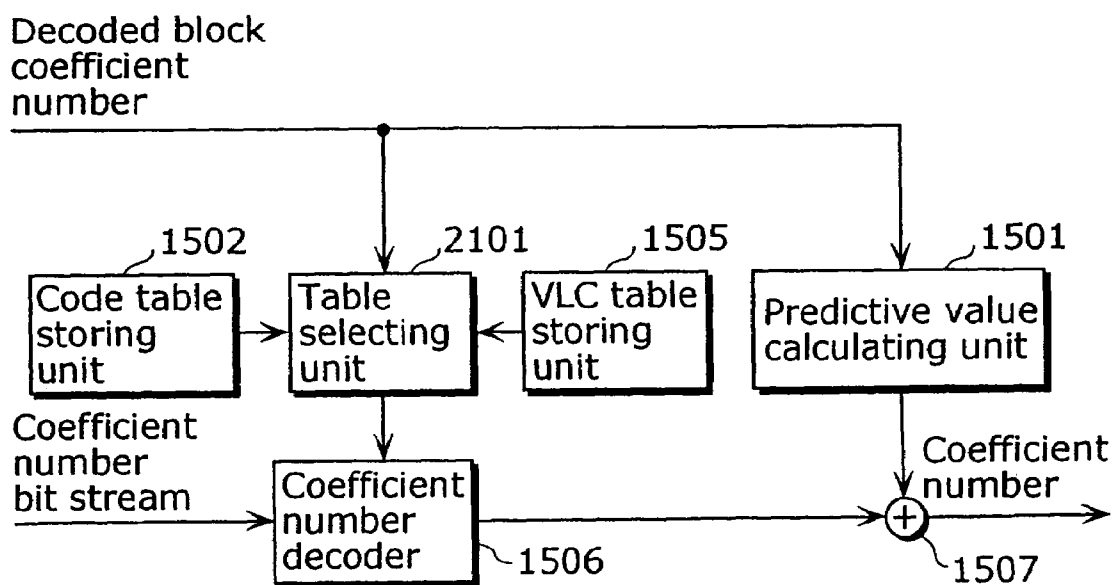 Decoded block
coefficient
number
1502
2101
1505
1501
Code table
storing
unit
Table
selecting
unit
VLC table
storing
unit
Predictive value
calculating unit
Coefficient
number
bit stream
Coefficient
number
decoder
1506
Coefficient
number
+
1507